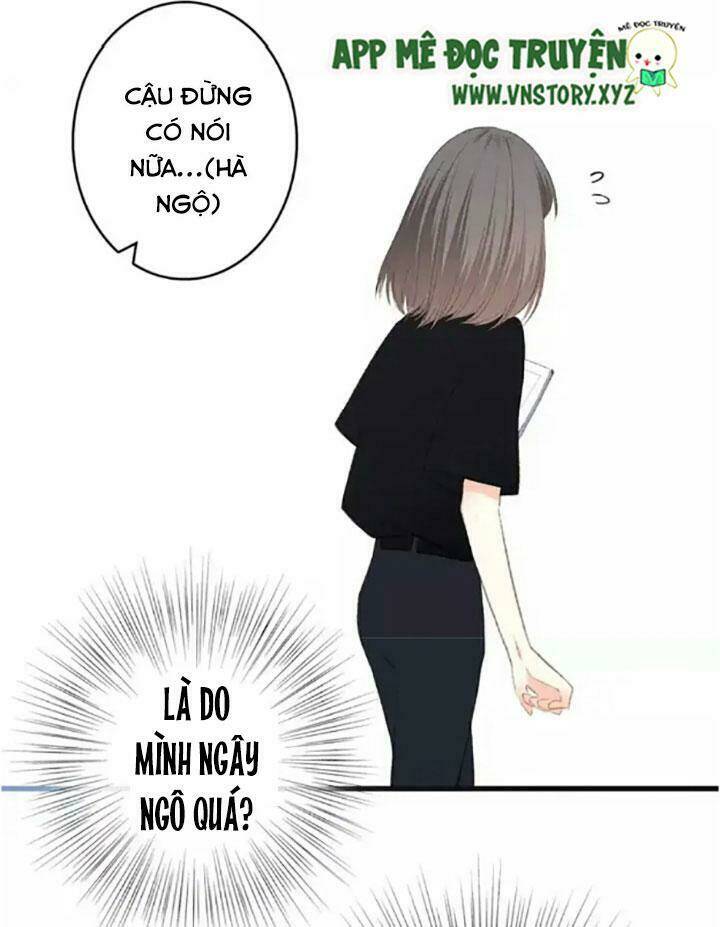 MÊ ĐỌC TRUYỆN
APP MÊ ĐỌC TRUYỆN
WWW.VNSTORY.XYZ
CẬU ĐỪNG
CÓ NÓI
NỮA...(HÀ
NGỘ)
LÀ DO
MÌNH NGÂY
NGÔ QUÁ?